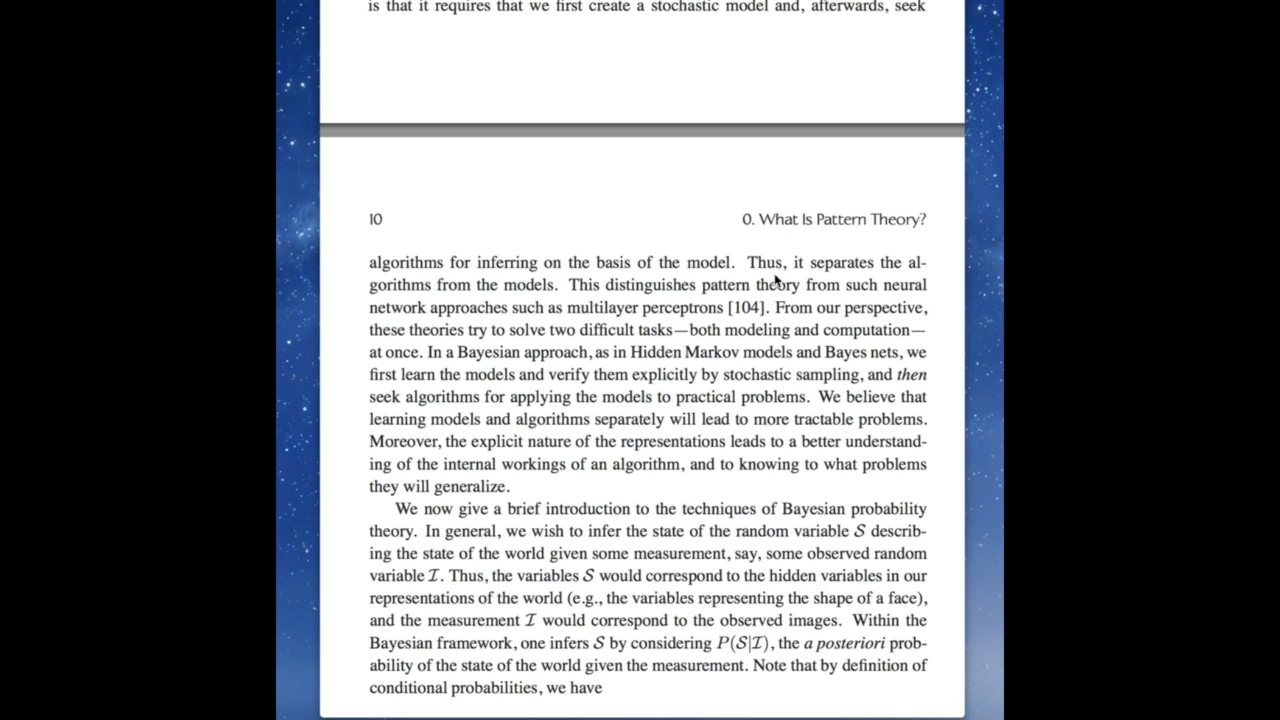 is that it requires that we first create a stochastic model and, afterwards, seek
10 0. What Is Pattern Theory?
algorithms for inferring on the basis of the model. Thus, it separates the al-
gorithms from the models. This distinguishes pattern theory from such neural
network approaches such as multilayer perceptrons [104]. From our perspective,
these theories try to solve two difficult tasks—both modeling and computation—
at once. In a Bayesian approach, as in Hidden Markov models and Bayes nets, we
first learn the models and verify them explicitly by stochastic sampling, and then
seek algorithms for applying the models to practical problems. We believe that
learning models and algorithms separately will lead to more tractable problems.
Moreover, the explicit nature of the representations leads to a better understand-
ing of the internal workings of an algorithm, and to knowing to what problems
they will generalize.
We now give a brief introduction to the techniques of Bayesian probability
theory. In general, we wish to infer the state of the random variable 𝒮 describ-
ing the state of the world given some measurement, say, some observed random
variable ℐ. Thus, the variables 𝒮 would correspond to the hidden variables in our
representations of the world (e.g., the variables representing the shape of a face),
and the measurement ℐ would correspond to the observed images. Within the
Bayesian framework, one infers 𝒮 by considering P(𝒮|ℐ), the a posteriori prob-
ability of the state of the world given the measurement. Note that by definition of
conditional probabilities, we have